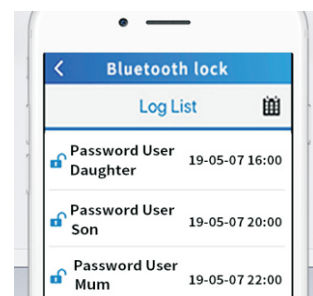 Bluetooth lock
Log List
Password User
Daughter 19-05-07 16:00
Password User
Son 19-05-07 20:00
Password User
Mum 19-05-07 22:00